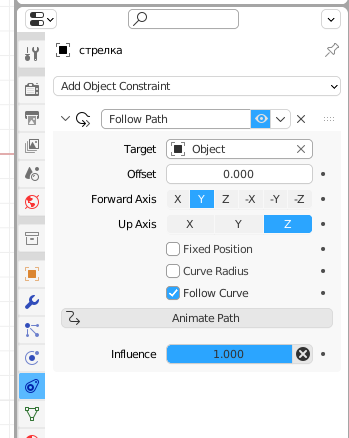 стрелка
Add Object Constraint
Follow Path
Target Object
Offset 0.000
Forward Axis X Y Z -X -Y -Z
Up Axis X Y Z
Fixed Position
Curve Radius
Follow Curve
Animate Path
Influence 1.000